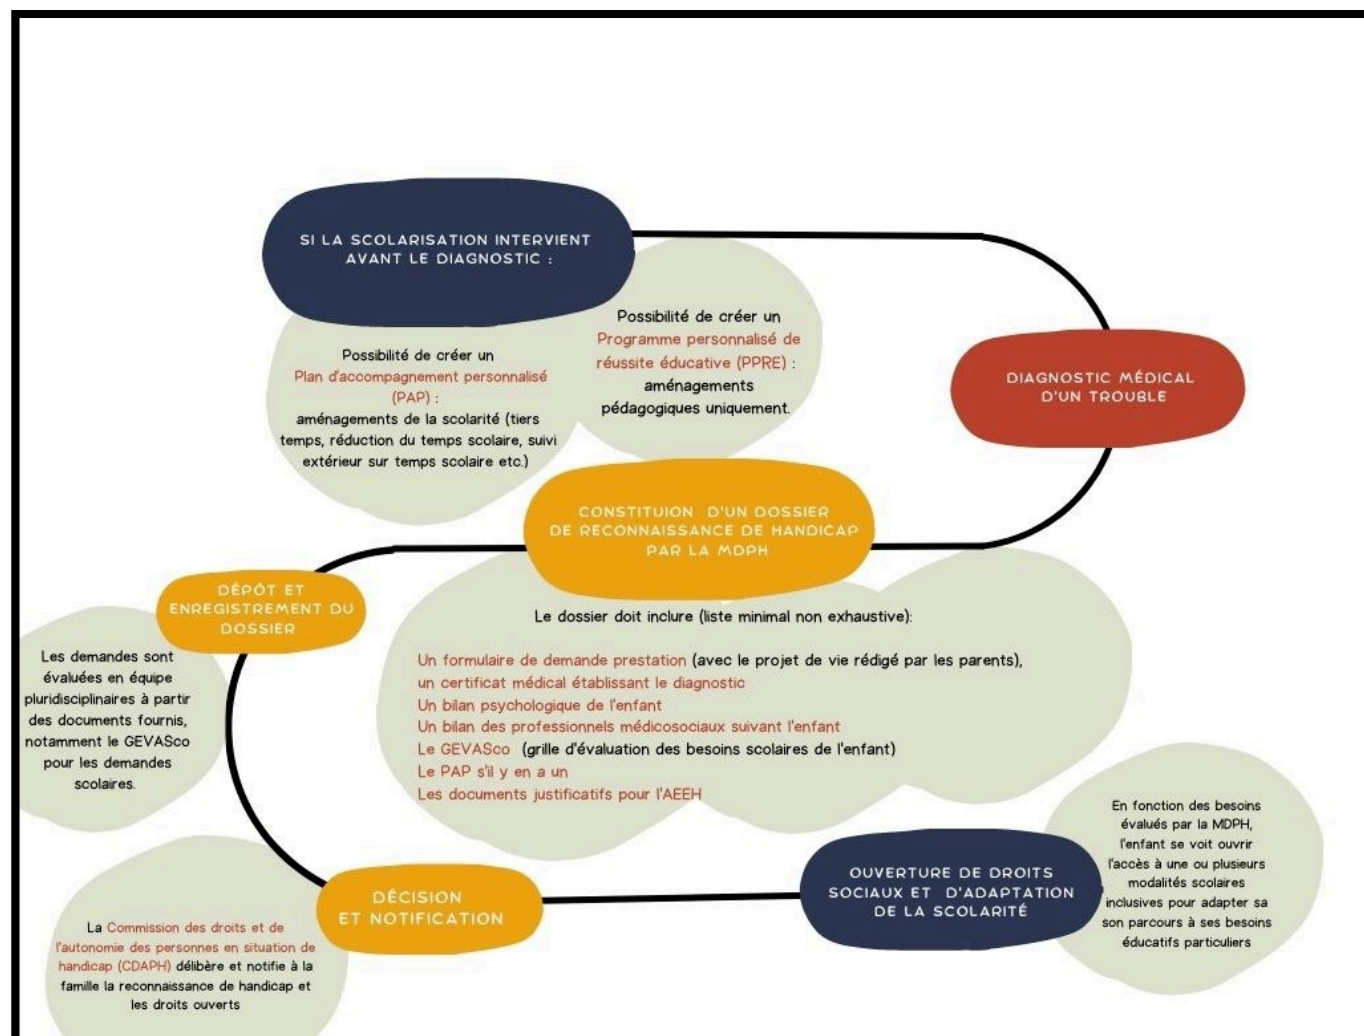 SI LA SCOLARISATION INTERVIENT
AVANT LE DIAGNOSTIC :
Possibilité de créer un
Plan d'accompagnement personnalisé
(PAP) :
aménagements de la scolarité (tiers
temps, réduction du temps scolaire, suivi
extérieur sur temps scolaire etc.)
Possibilité de créer un
Programme personnalisé de
réussite éducative (PPRE) :
aménagements
pédagogiques uniquement.
DIAGNOSTIC MÉDICAL
D'UN TROUBLE
CONSTITUION D'UN DOSSIER
DE RECONNAISSANCE DE HANDICAP
PAR LA MDPH
Le dossier doit inclure (liste minimal non exhaustive):
Un formulaire de demande prestation (avec le projet de vie rédigé par les parents),
un certificat médical établissant le diagnostic
Un bilan psychologique de l'enfant
Un bilan des professionnels médicosociaux suivant l'enfant
Le GEVASco (grille d'évaluation des besoins scolaires de l'enfant)
Le PAP s'il y en a un
Les documents justificatifs pour l'AEEH
DÉPÔT ET
ENREGISTREMENT DU
DOSSIER
Les demandes sont
évaluées en équipe
pluridisciplinaires à partir
des documents fournis,
notamment le GEVASco
pour les demandes
scolaires.
DÉCISION
ET NOTIFICATION
La Commission des droits et de
l'autonomie des personnes en situation de
handicap (CDAPH) délibère et notifie à la
famille la reconnaissance de handicap et
les droits ouverts
OUVERTURE DE DROITS
SOCIAUX ET D'ADAPTATION
DE LA SCOLARITÉ
En fonction des besoins
évalués par la MDPH,
l'enfant se voit ouvrir
l'accès à une ou plusieurs
modalités scolaires
inclusives pour adapter sa
son parcours à ses besoins
éducatifs particuliers